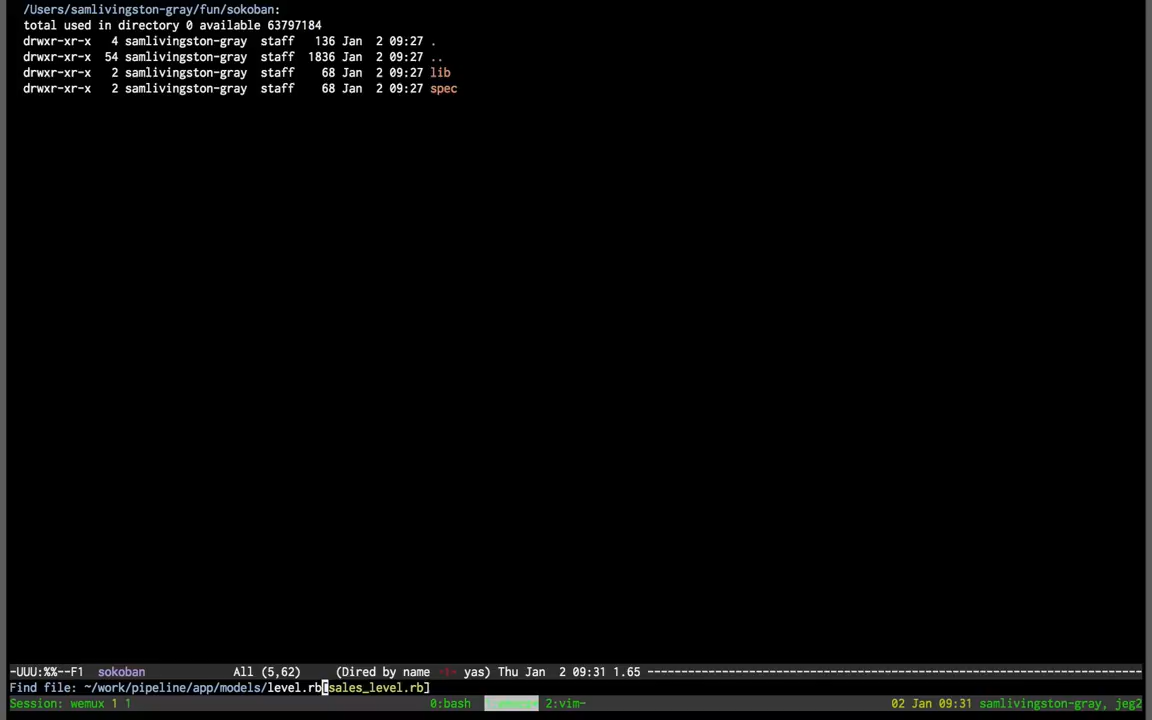 /Users/samlivingston-gray/fun/sokoban:
total used in directory 0 available 63797184
drwxr-xr-x   4 samlivingston-gray  staff   136 Jan  2 09:27 .
drwxr-xr-x  54 samlivingston-gray  staff  1836 Jan  2 09:27 ..
drwxr-xr-x   2 samlivingston-gray  staff    68 Jan  2 09:27 lib
drwxr-xr-x   2 samlivingston-gray  staff    68 Jan  2 09:27 spec
-UUU:%%--F1  sokoban             All (5,62)     (Dired by name yas) Thu Jan  2 09:31 1.65 --------------------------------------------------------------------------
Find file: ~/work/pipeline/app/models/level.rb[sales_level.rb]
Session: wemux 1 1   0:bash   2:vim-   02 Jan 09:31 samlivingston-gray, jeg2